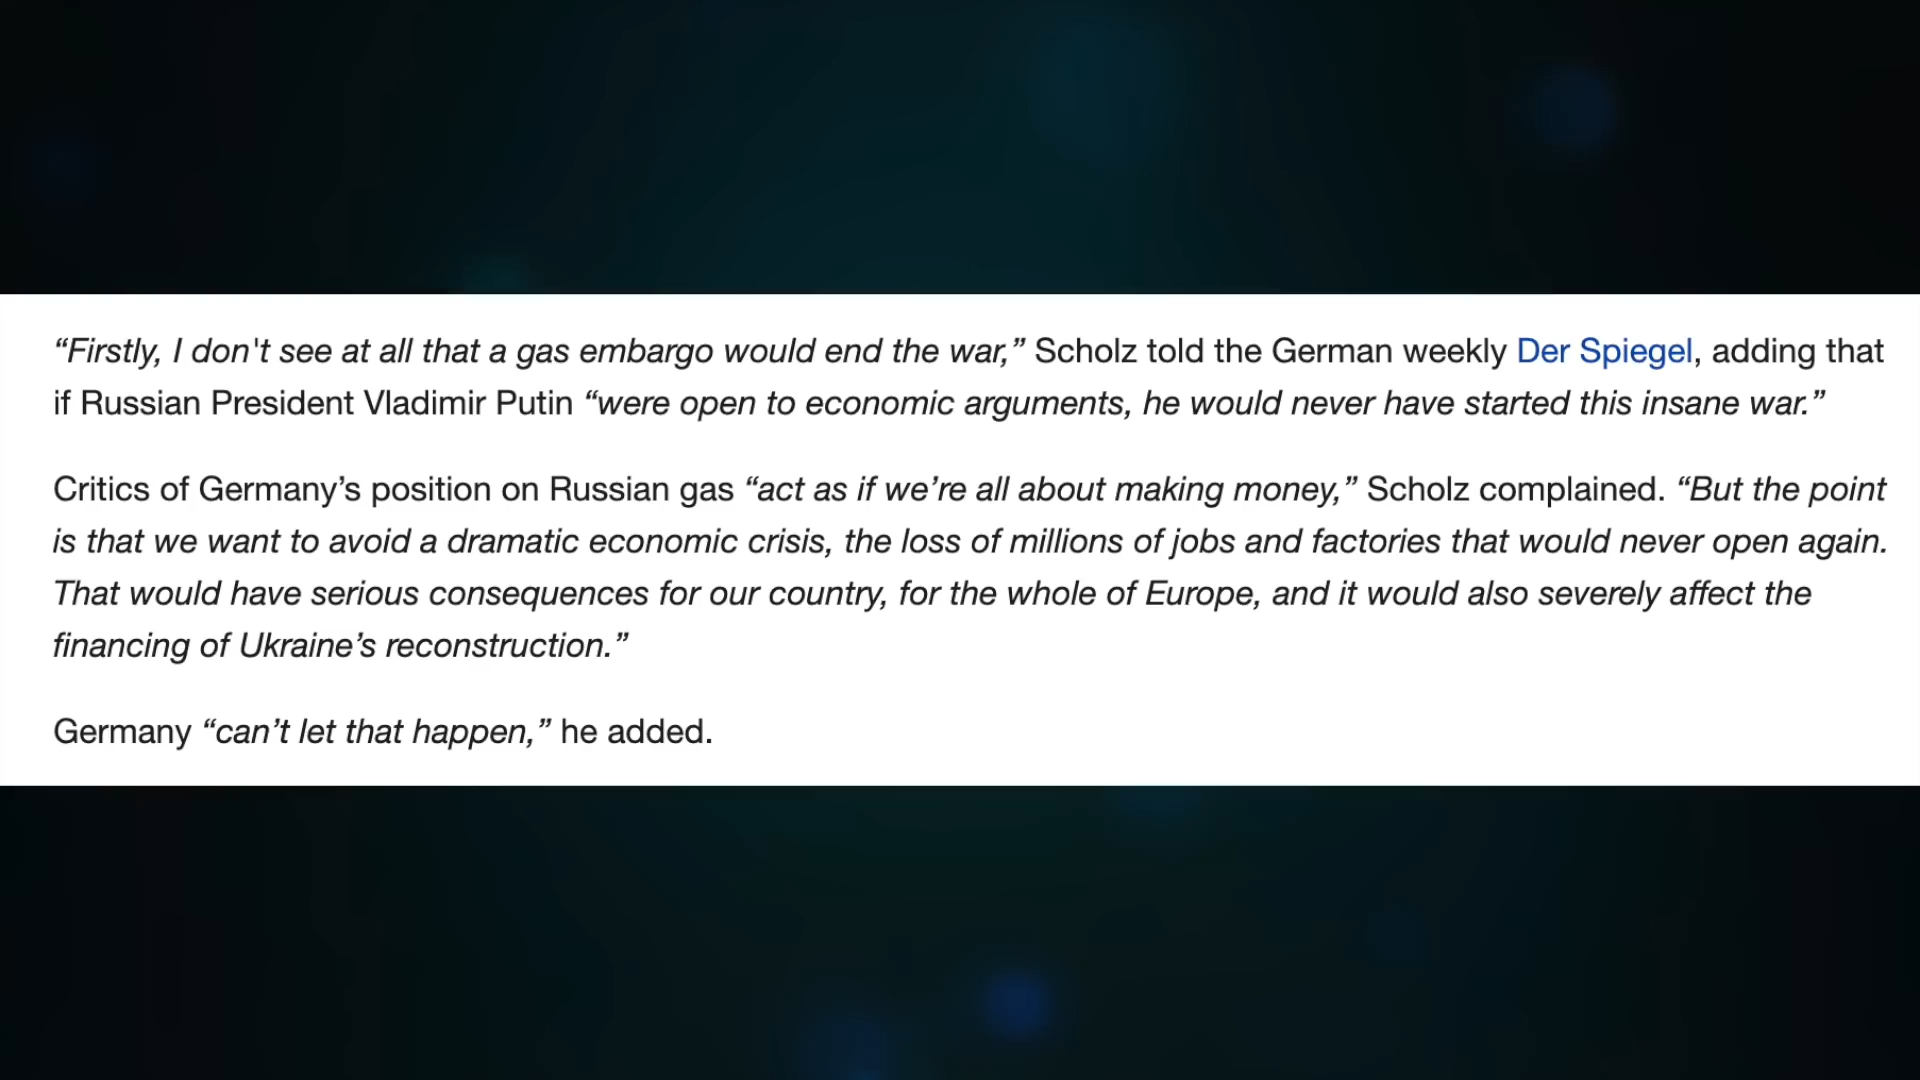 “Firstly, I don't see at all that a gas embargo would end the war,” Scholz told the German weekly Der Spiegel, adding that
if Russian President Vladimir Putin “were open to economic arguments, he would never have started this insane war.”
Critics of Germany’s position on Russian gas “act as if we’re all about making money,” Scholz complained. “But the point
is that we want to avoid a dramatic economic crisis, the loss of millions of jobs and factories that would never open again.
That would have serious consequences for our country, for the whole of Europe, and it would also severely affect the
financing of Ukraine’s reconstruction.”
Germany “can’t let that happen,” he added.